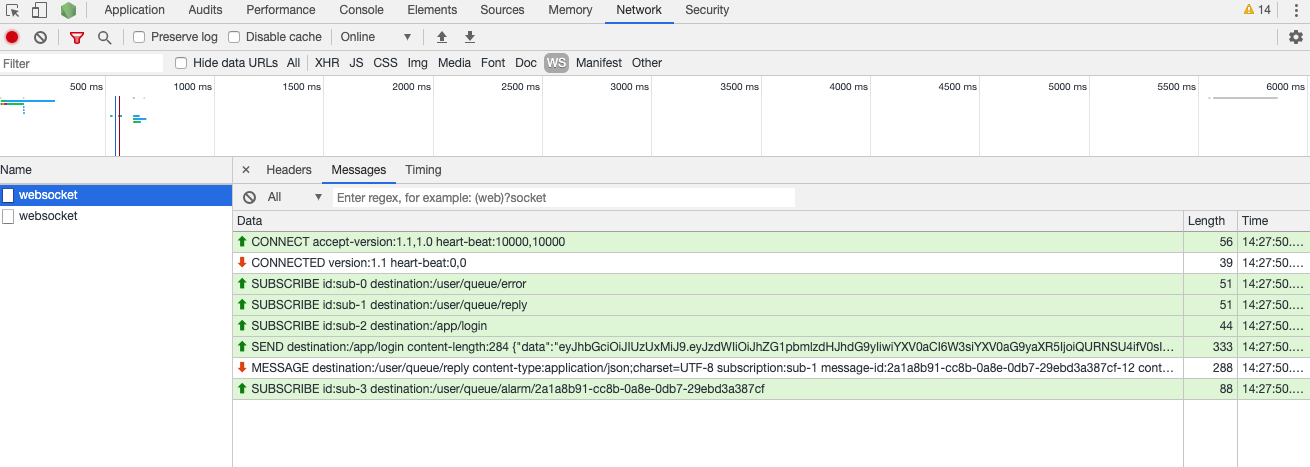 Application Audits Performance Console Elements Sources Memory Network Security 14
Preserve log Disable cache Online
Filter Hide data URLs All XHR JS CSS Img Media Font Doc WS Manifest Other
500 ms 1000 ms 1500 ms 2000 ms 2500 ms 3000 ms 3500 ms 4000 ms 4500 ms 5000 ms 5500 ms 6000 ms
Name × Headers Messages Timing
websocket
websocket
All Enter regex, for example: (web)?socket
Data Length Time
CONNECT accept-version:1.1,1.0 heart-beat:10000,10000 56 14:27:50....
CONNECTED version:1.1 heart-beat:0,0 39 14:27:50....
SUBSCRIBE id:sub-0 destination:/user/queue/error 51 14:27:50....
SUBSCRIBE id:sub-1 destination:/user/queue/reply 51 14:27:50....
SUBSCRIBE id:sub-2 destination:/app/login 44 14:27:50....
SEND destination:/app/login content-length:284 {"data":"eyJhbGciOiJIUzUxMiJ9.eyJzdWIiOiJhZG1pbmlzdHJhdG9yIiwiYXV0aCI6W3siYXV0aG9yaXR5IjoiQURNSU4ifV0sI... 333 14:27:50....
MESSAGE destination:/user/queue/reply content-type:application/json;charset=UTF-8 subscription:sub-1 message-id:2a1a8b91-cc8b-0a8e-0db7-29ebd3a387cf-12 cont... 288 14:27:50....
SUBSCRIBE id:sub-3 destination:/user/queue/alarm/2a1a8b91-cc8b-0a8e-0db7-29ebd3a387cf 88 14:27:50....